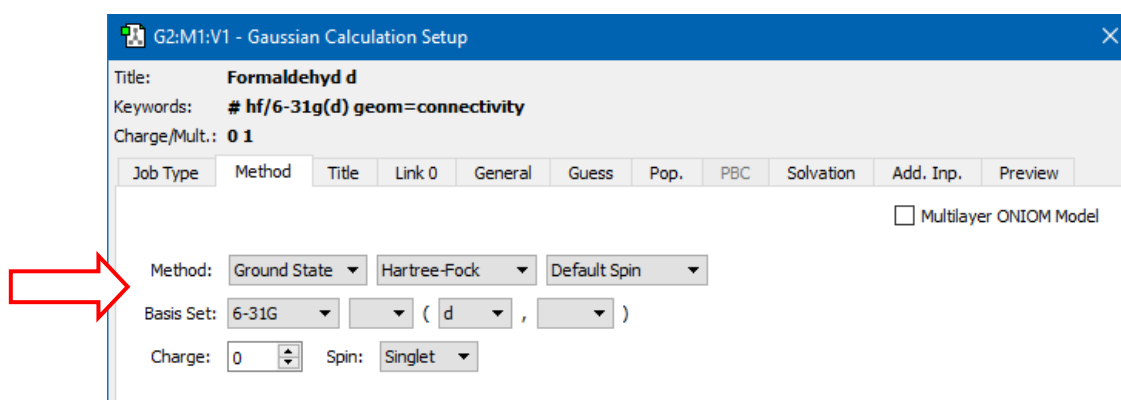 G2:M1:V1 - Gaussian Calculation Setup
Title: Formaldehyd d
Keywords: # hf/6-31g(d) geom=connectivity
Charge/Mult.: 0 1
Job Type Method Title Link 0 General Guess Pop. PBC Solvation Add. Inp. Preview
Multilayer ONIOM Model
Method: Ground State Hartree-Fock Default Spin
Basis Set: 6-31G ( d , )
Charge: 0 Spin: Singlet